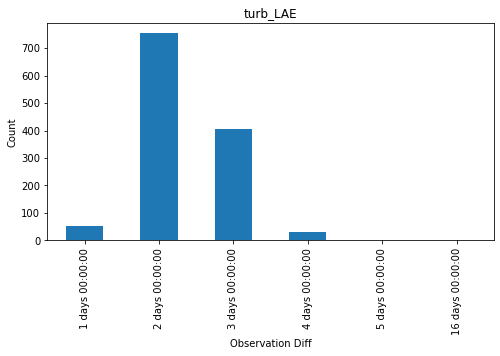 turb_LAE
Count
700
600
500
400
300
200
100
0
1 days 00:00:00
2 days 00:00:00
3 days 00:00:00
4 days 00:00:00
5 days 00:00:00
16 days 00:00:00
Observation Diff